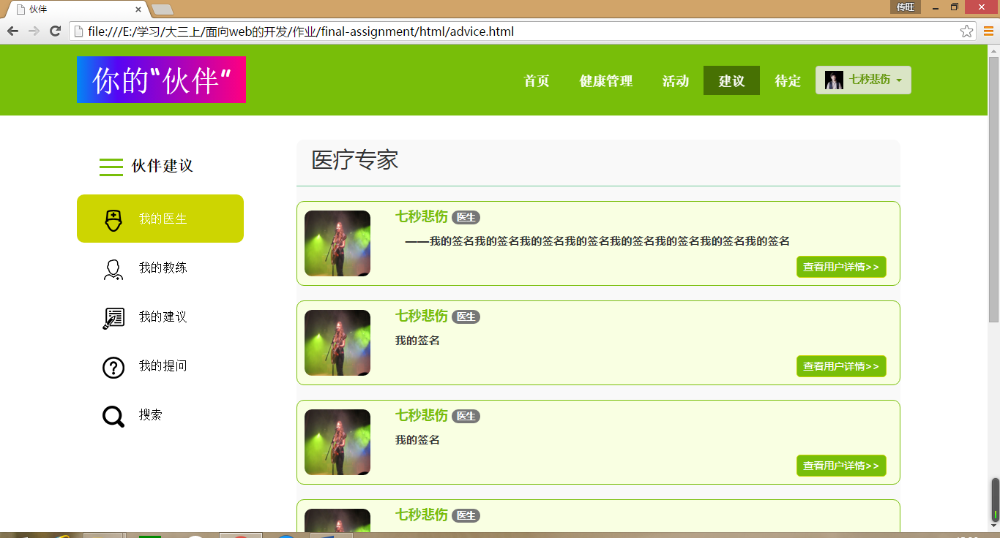 伙伴
传旺
file:///E:/学习/大三上/面向web的开发/作业/final-assignment/html/advice.html
你的“伙伴”
首页 健康管理 活动 建议 待定 七秒悲伤
伙伴建议
我的医生
我的教练
我的建议
我的提问
搜索
医疗专家
七秒悲伤 医生
——我的签名我的签名我的签名我的签名我的签名我的签名我的签名我的签名
查看用户详情>>
七秒悲伤 医生
我的签名
查看用户详情>>
七秒悲伤 医生
我的签名
查看用户详情>>
七秒悲伤 医生